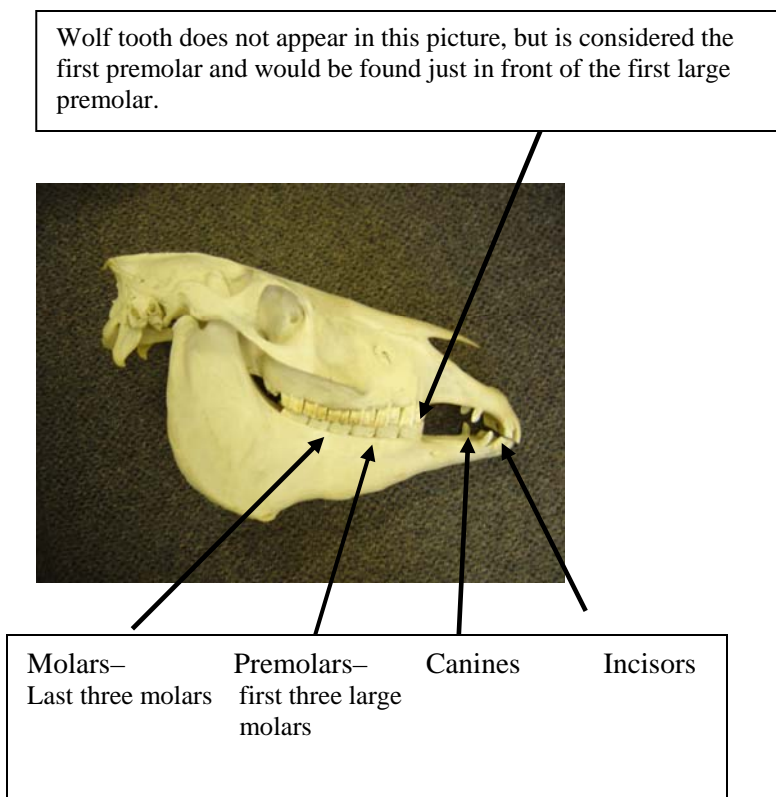 Wolf tooth does not appear in this picture, but is considered the
first premolar and would be found just in front of the first large
premolar.
Molars– Premolars– Canines Incisors
Last three molars first three large
molars